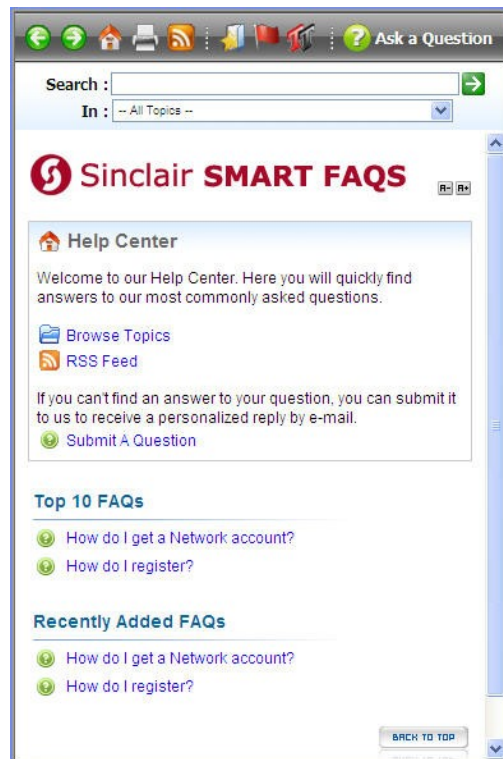 Ask a Question
Search :
In : -- All Topics --
Sinclair SMART FAQS
A- A+
Help Center
Welcome to our Help Center. Here you will quickly find
answers to our most commonly asked questions.
Browse Topics
RSS Feed
If you can't find an answer to your question, you can submit it
to us to receive a personalized reply by e-mail.
Submit A Question
Top 10 FAQs
How do I get a Network account?
How do I register?
Recently Added FAQs
How do I get a Network account?
How do I register?
BACK TO TOP